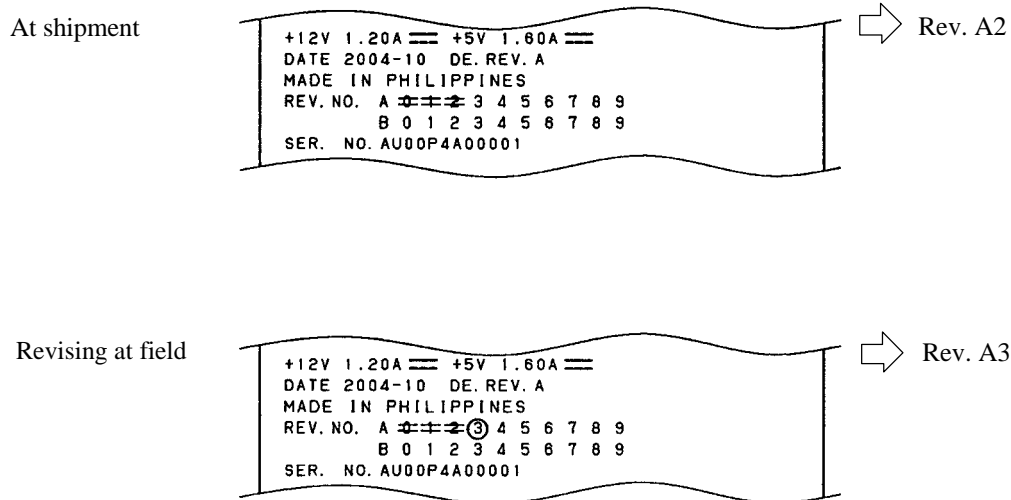 At shipment
Rev. A2
+12V 1.20A +5V 1.60A
DATE 2004-10 DE.REV.A
MADE IN PHILIPPINES
REV.NO. A 0 1 2 3 4 5 6 7 8 9
B 0 1 2 3 4 5 6 7 8 9
SER. NO.AU00P4A00001
Revising at field
Rev. A3
+12V 1.20A +5V 1.60A
DATE 2004-10 DE.REV.A
MADE IN PHILIPPINES
REV.NO. A 0 1 2 3 4 5 6 7 8 9
B 0 1 2 3 4 5 6 7 8 9
SER. NO.AU00P4A00001